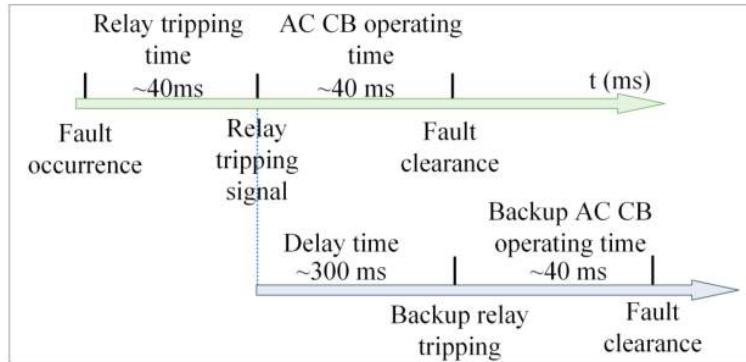 Relay tripping
time
~40ms
AC CB operating
time
~40 ms
t (ms)
Fault
occurrence
Relay
tripping
signal
Fault
clearance
Delay time
~300 ms
Backup AC CB
operating time
~40 ms
Backup relay
tripping
Fault
clearance